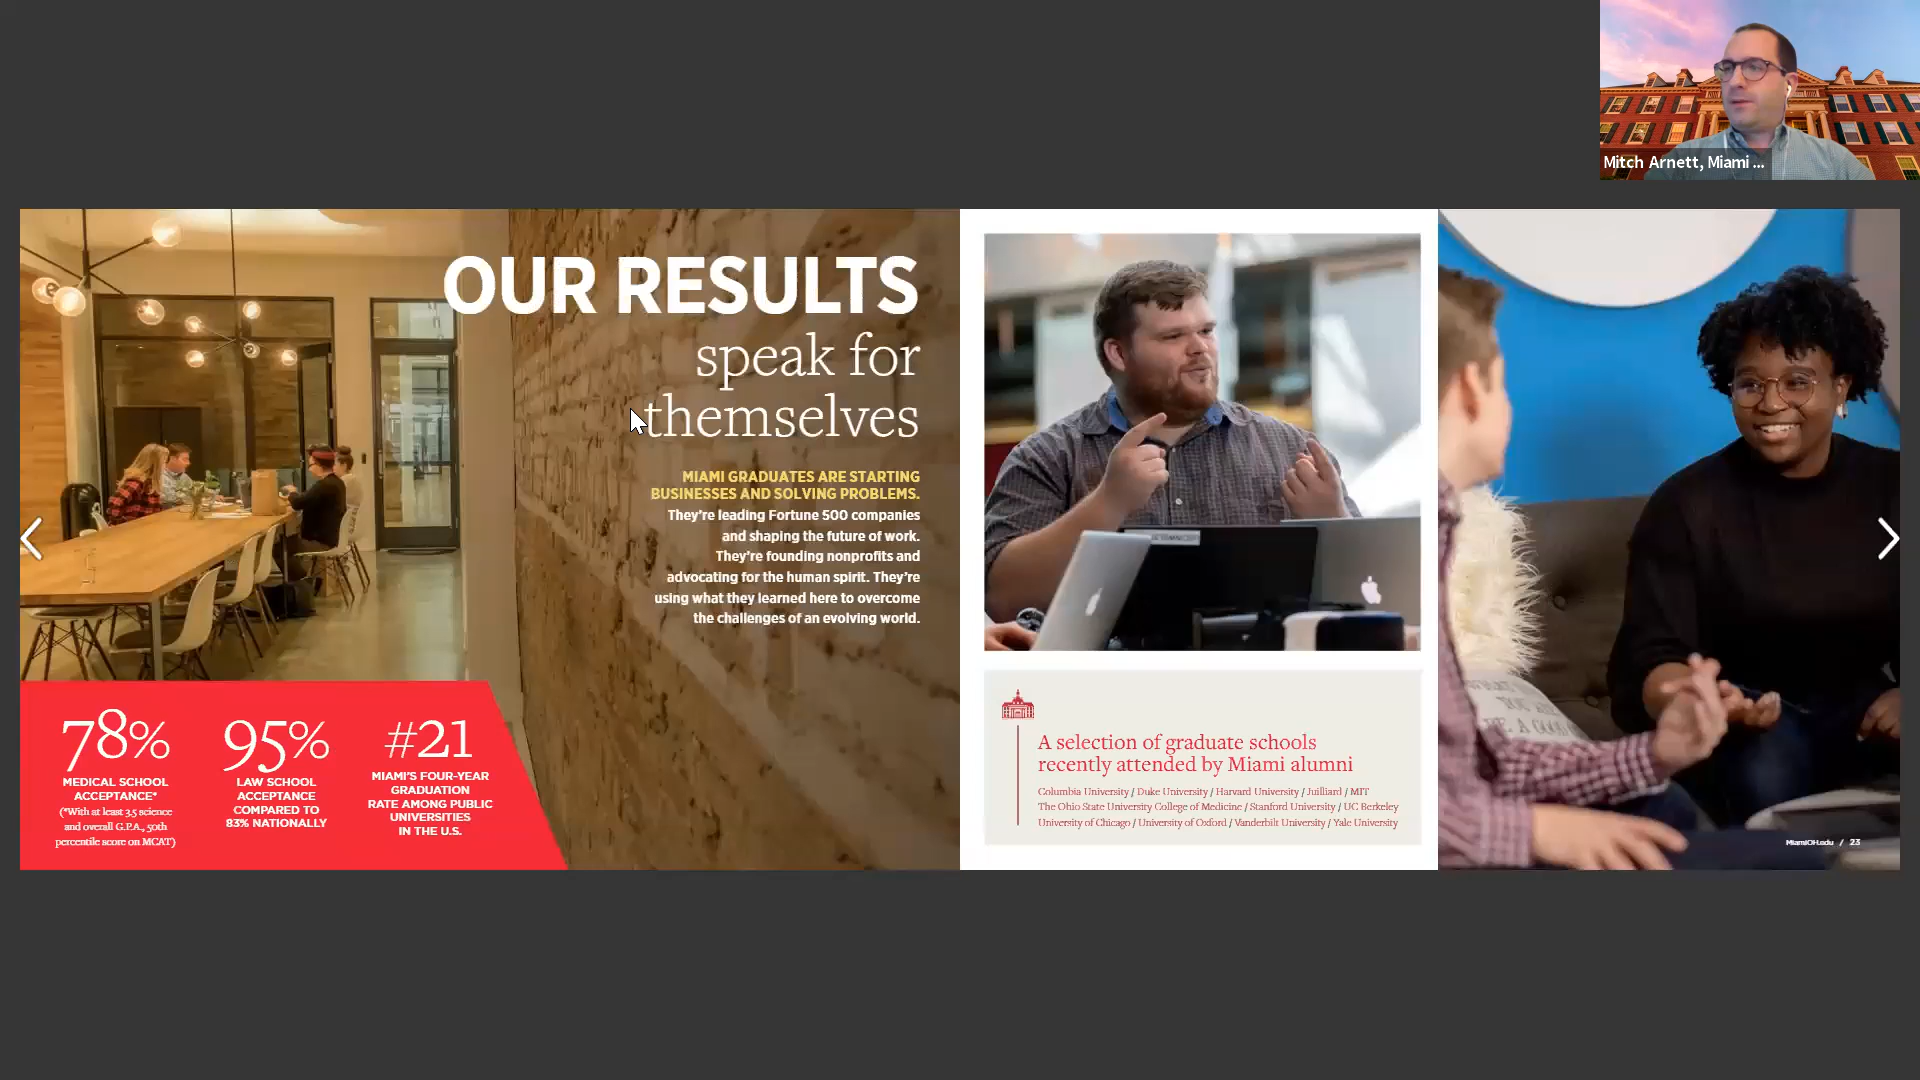 Mitch Arnett, Miami ...
OUR RESULTS
speak for
themselves
MIAMI GRADUATES ARE STARTING
BUSINESSES AND SOLVING PROBLEMS.
They're leading Fortune 500 companies
and shaping the future of work.
They're founding nonprofits and
advocating for the human spirit. They're
using what they learned here to overcome
the challenges of an evolving world.
78%
MEDICAL SCHOOL
ACCEPTANCE*
(*With at least 3.5 science
and overall G.P.A., 50th
percentile score on MCAT)
95%
LAW SCHOOL
ACCEPTANCE
COMPARED TO
83% NATIONALLY
#21
MIAMI'S FOUR-YEAR
GRADUATION
RATE AMONG PUBLIC
UNIVERSITIES
IN THE U.S.
A selection of graduate schools
recently attended by Miami alumni
Columbia University / Duke University / Harvard University / Juilliard / MIT
The Ohio State University College of Medicine / Stanford University / UC Berkeley
University of Chicago / University of Oxford / Vanderbilt University / Yale University
MiamiOH.edu / 23